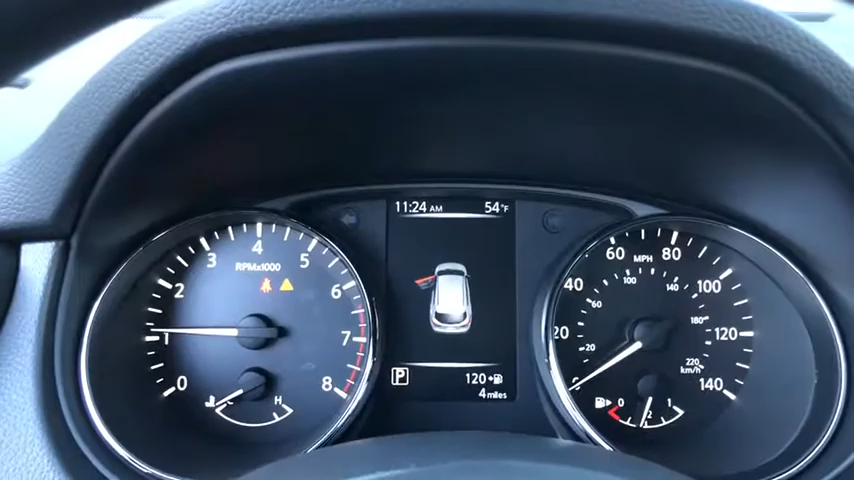 11:24 AM 54°F
0 1 2 3 4 5 6 7 8
RPMx1000
C H
P
120
4 miles
20 40 60 80 100 120 140
MPH
20 60 100 140 180 220
km/h
0 1/2 1